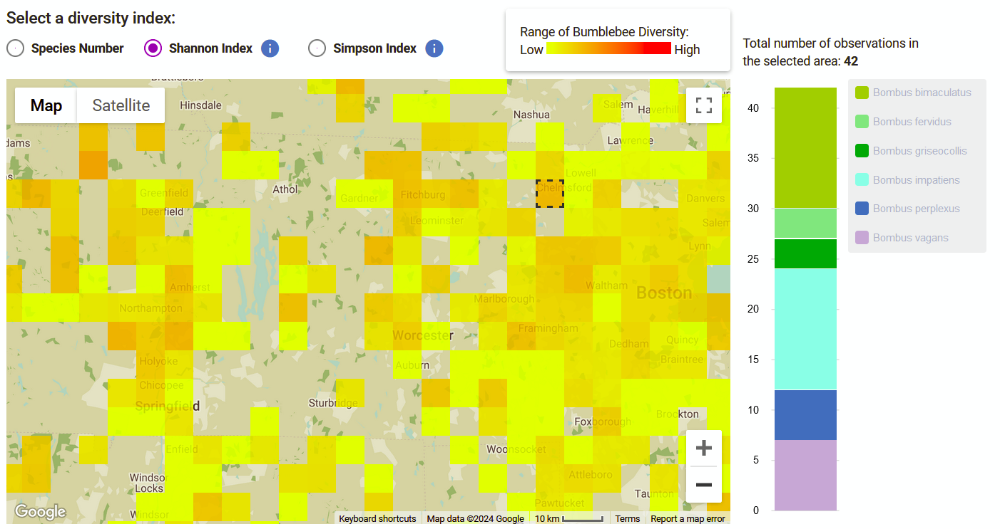 Select a diversity index:
Species Number
Shannon Index
i
Simpson Index
i
Range of Bumblebee Diversity:
Low
High
Total number of observations in
the selected area: 42
Map
Satellite
Hinsdale
Nashua
Salem
Haverhill
Lawrence
Lowell
Chelmsford
Greenfield
Athol
Gardner
Fitchburg
Danvers
Deerfield
Leominster
Salem
Lynn
Amherst
Waltham
Boston
Northampton
Marlborough
Worcester
Framingham
Dedham
Quincy
Holyoke
Auburn
Braintree
Chicopee
Springfield
Sturbridge
Brockton
Foxborough
Enfield
Woonsocket
Windsor
Locks
Attleboro
Taunton
Windsor
Pawtucket
Google
Keyboard shortcuts
Map data ©2024 Google
10 km
Terms
Report a map error
40
35
30
25
20
15
10
5
0
Bombus bimaculatus
Bombus fervidus
Bombus griseocollis
Bombus impatiens
Bombus perplexus
Bombus vagans